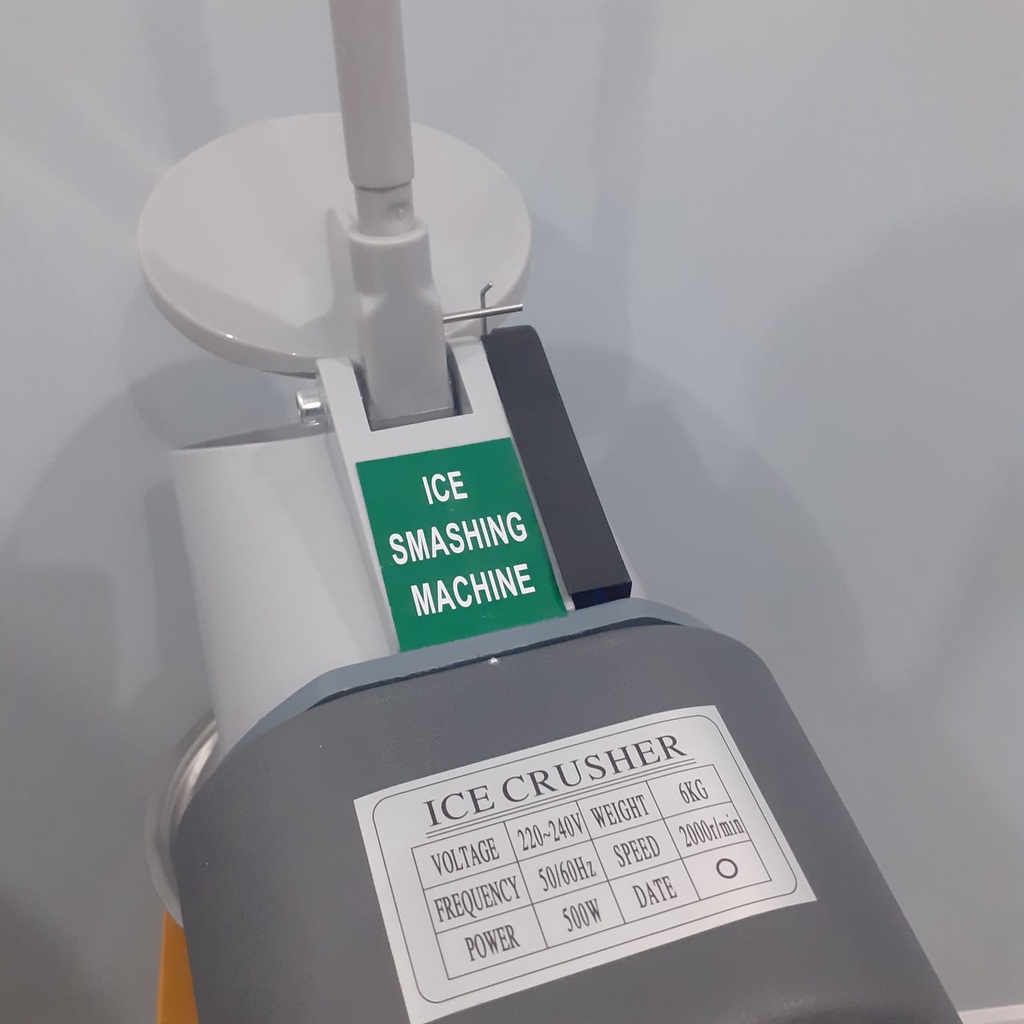 ICE
SMASHING
MACHINE
ICE CRUSHER
VOLTAGE 220~240V WEIGHT 6KG
FREQUENCY 50/60Hz SPEED 2000r/min
POWER 500W DATE